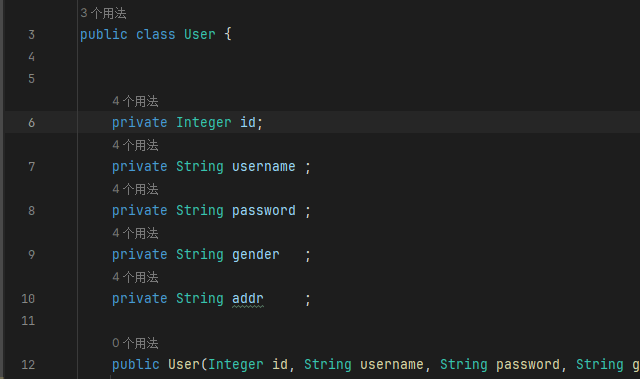 3 个用法
3 public class User {
4
5
4 个用法
6 private Integer id;
4 个用法
7 private String username ;
4 个用法
8 private String password ;
4 个用法
9 private String gender   ;
4 个用法
10 private String addr     ;
11
0 个用法
12 public User(Integer id, String username, String password, String g